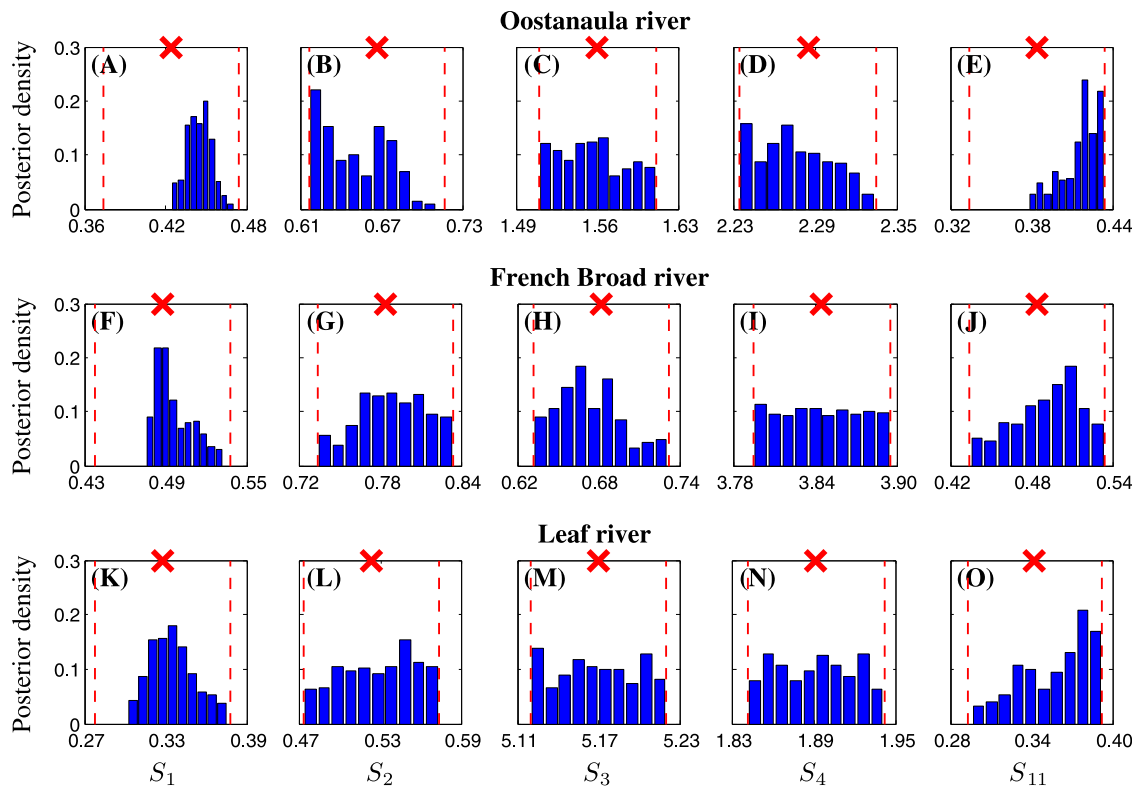 Oostanaula river
Posterior density
0.3
0.2
0.1
0
(A) (B) (C) (D) (E)
0.36 0.42 0.48 0.61 0.67 0.73 1.49 1.56 1.63 2.23 2.29 2.35 0.32 0.38 0.44
French Broad river
Posterior density
0.3
0.2
0.1
0
(F) (G) (H) (I) (J)
0.43 0.49 0.55 0.72 0.78 0.84 0.62 0.68 0.74 3.78 3.84 3.90 0.42 0.48 0.54
Leaf river
Posterior density
0.3
0.2
0.1
0
(K) (L) (M) (N) (O)
0.27 0.33 0.39 0.47 0.53 0.59 5.11 5.17 5.23 1.83 1.89 1.95 0.28 0.34 0.40
S1 S2 S3 S4 S11